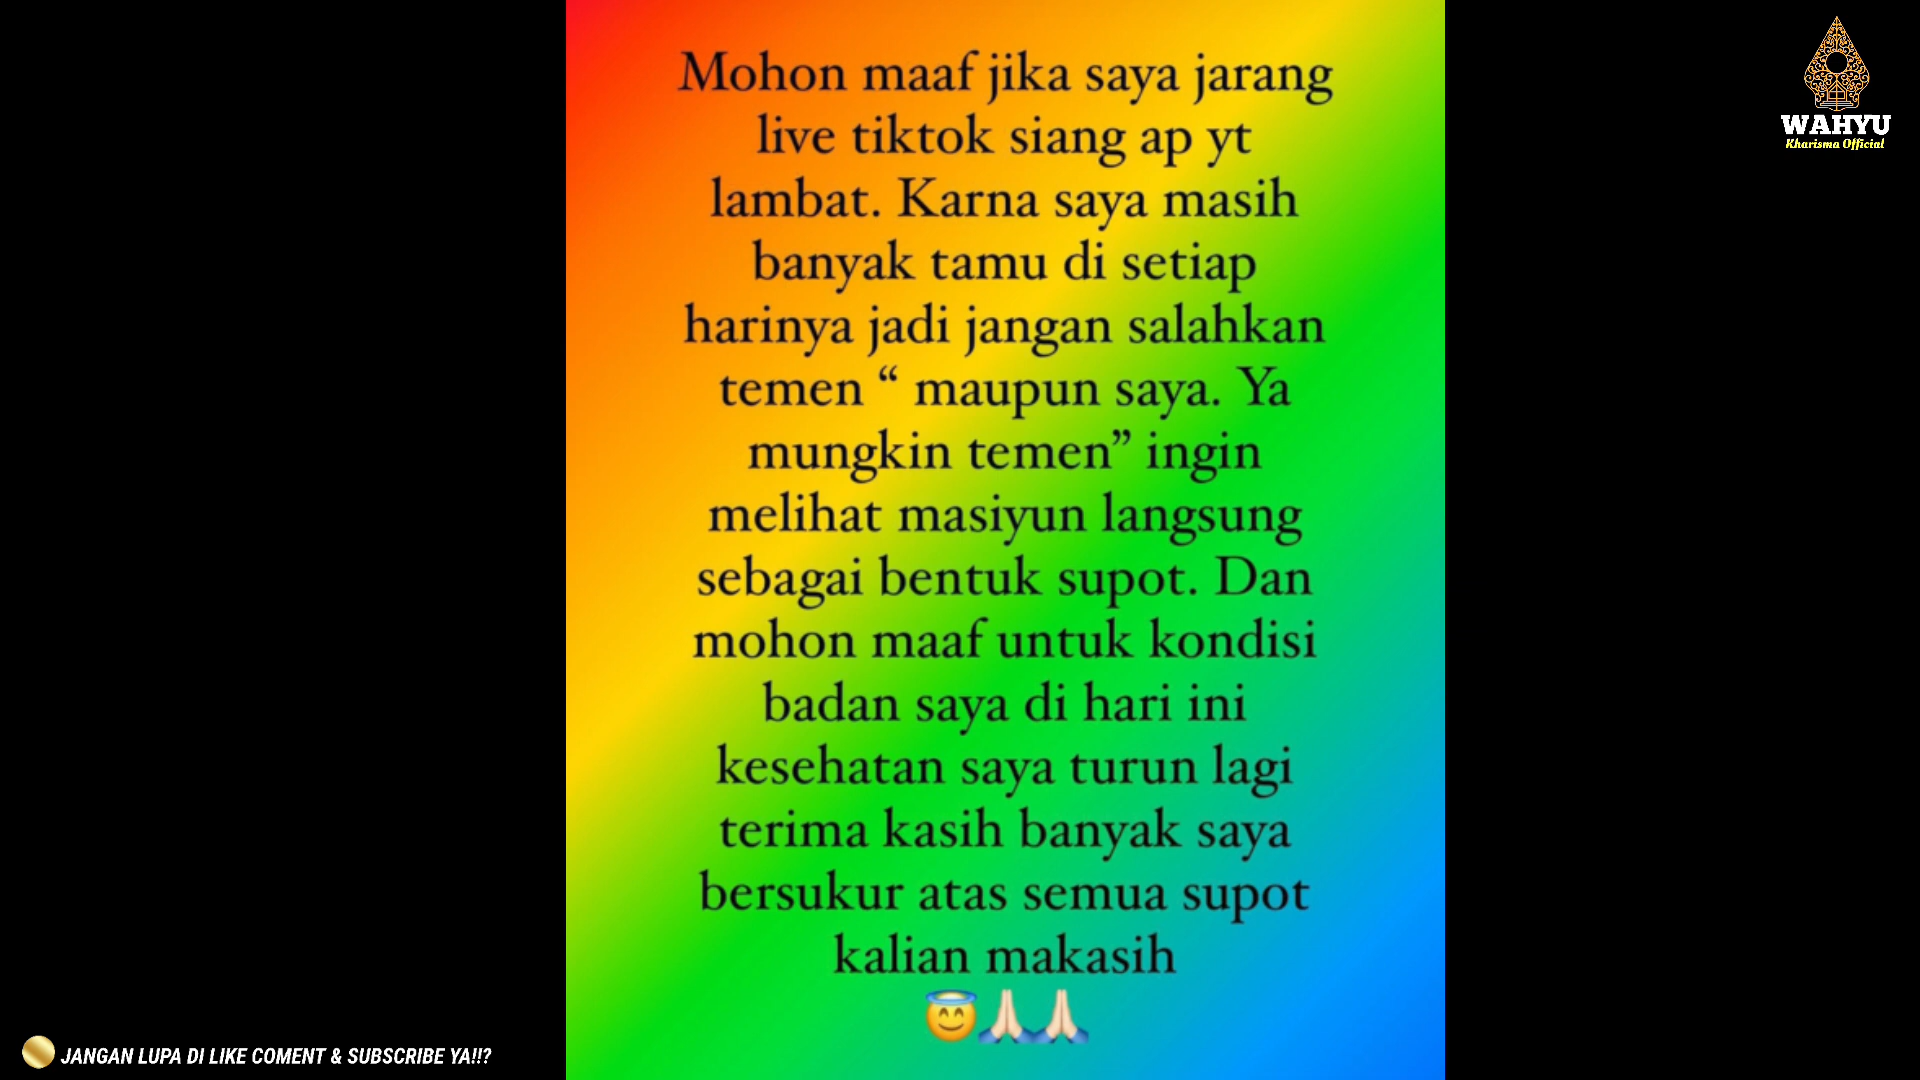 Mohon maaf jika saya jarang
live tiktok siang ap yt
lambat. Karna saya masih
banyak tamu di setiap
harinya jadi jangan salahkan
temen “ maupun saya. Ya
mungkin temen” ingin
melihat masiyun langsung
sebagai bentuk supot. Dan
mohon maaf untuk kondisi
badan saya di hari ini
kesehatan saya turun lagi
terima kasih banyak saya
bersukur atas semua supot
kalian makasih
😇🙏🏻🙏🏻
WAHYU
Kharisma Official
JANGAN LUPA DI LIKE COMENT & SUBSCRIBE YA!!?